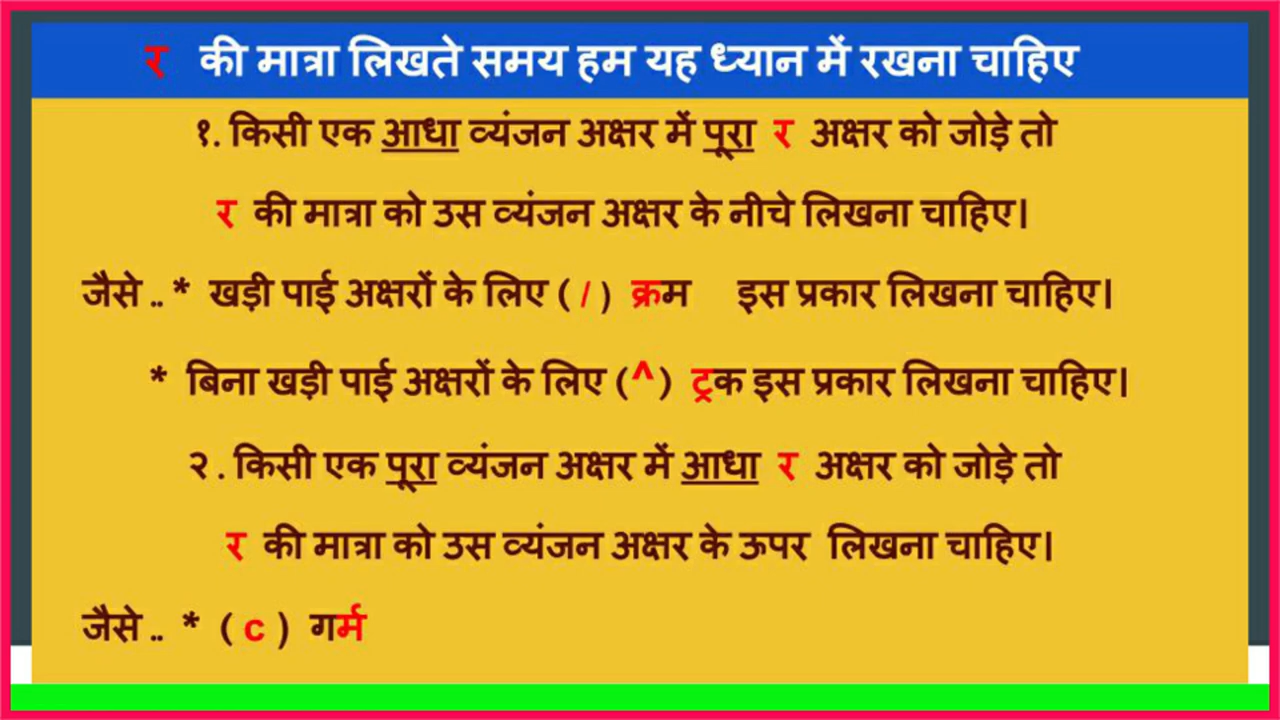 र की मात्रा लिखते समय हम यह ध्यान में रखना चाहिए
१. किसी एक आधा व्यंजन अक्षर में पूरा र अक्षर को जोड़े तो
र की मात्रा को उस व्यंजन अक्षर के नीचे लिखना चाहिए।
जैसे .. * खड़ी पाई अक्षरों के लिए ( / ) क्रम इस प्रकार लिखना चाहिए।
* बिना खड़ी पाई अक्षरों के लिए (^) ट्रक इस प्रकार लिखना चाहिए।
२ . किसी एक पूरा व्यंजन अक्षर में आधा र अक्षर को जोड़े तो
र की मात्रा को उस व्यंजन अक्षर के ऊपर लिखना चाहिए।
जैसे .. * ( c ) गर्म